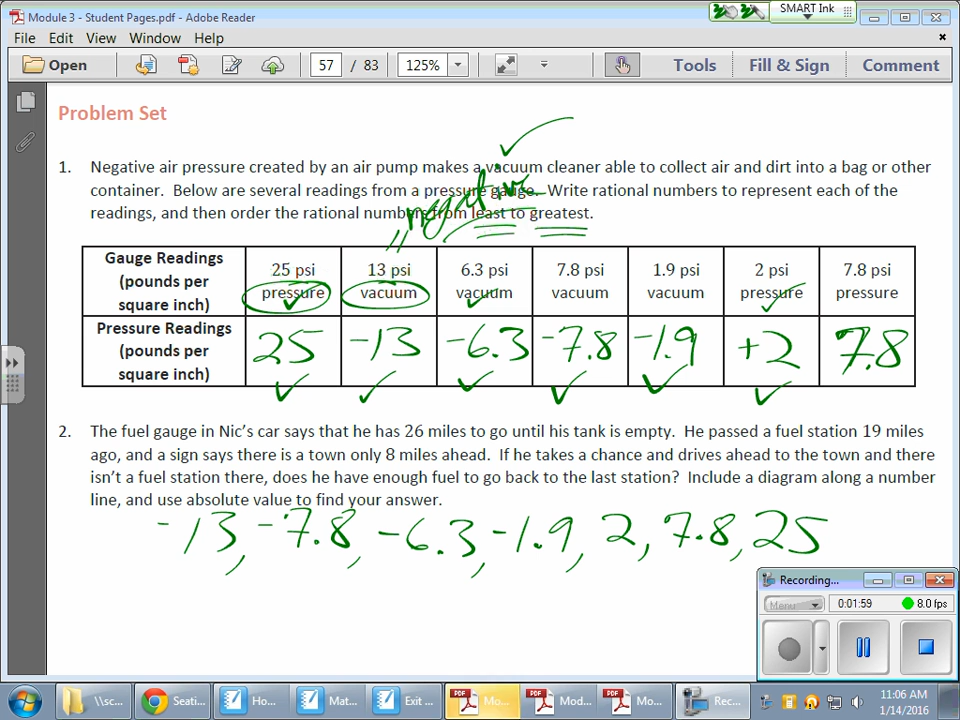 Module 3 - Student Pages.pdf - Adobe Reader
SMART Ink
File Edit View Window Help
Open 57 / 83 125% Tools Fill & Sign Comment
Problem Set
1. Negative air pressure created by an air pump makes a vacuum cleaner able to collect air and dirt into a bag or other
container. Below are several readings from a pressure gauge. Write rational numbers to represent each of the
readings, and then order the rational numbers from least to greatest.
negative
Gauge Readings (pounds per square inch) 25 psi pressure 13 psi vacuum 6.3 psi vacuum 7.8 psi vacuum 1.9 psi vacuum 2 psi pressure 7.8 psi pressure
Pressure Readings (pounds per square inch) 25 -13 -6.3 -7.8 -1.9 +2 7.8
2. The fuel gauge in Nic's car says that he has 26 miles to go until his tank is empty. He passed a fuel station 19 miles
ago, and a sign says there is a town only 8 miles ahead. If he takes a chance and drives ahead to the town and there
isn't a fuel station there, does he have enough fuel to go back to the last station? Include a diagram along a number
line, and use absolute value to find your answer.
-13, -7.8, -6.3, -1.9, 2, 7.8, 25
Recording...
Menu 0:01:59 8.0 fps
\\sc... Seati... Ho... Mat... Exit ... Mo... Mod... Mo... Rec... 11:06 AM
1/14/2016